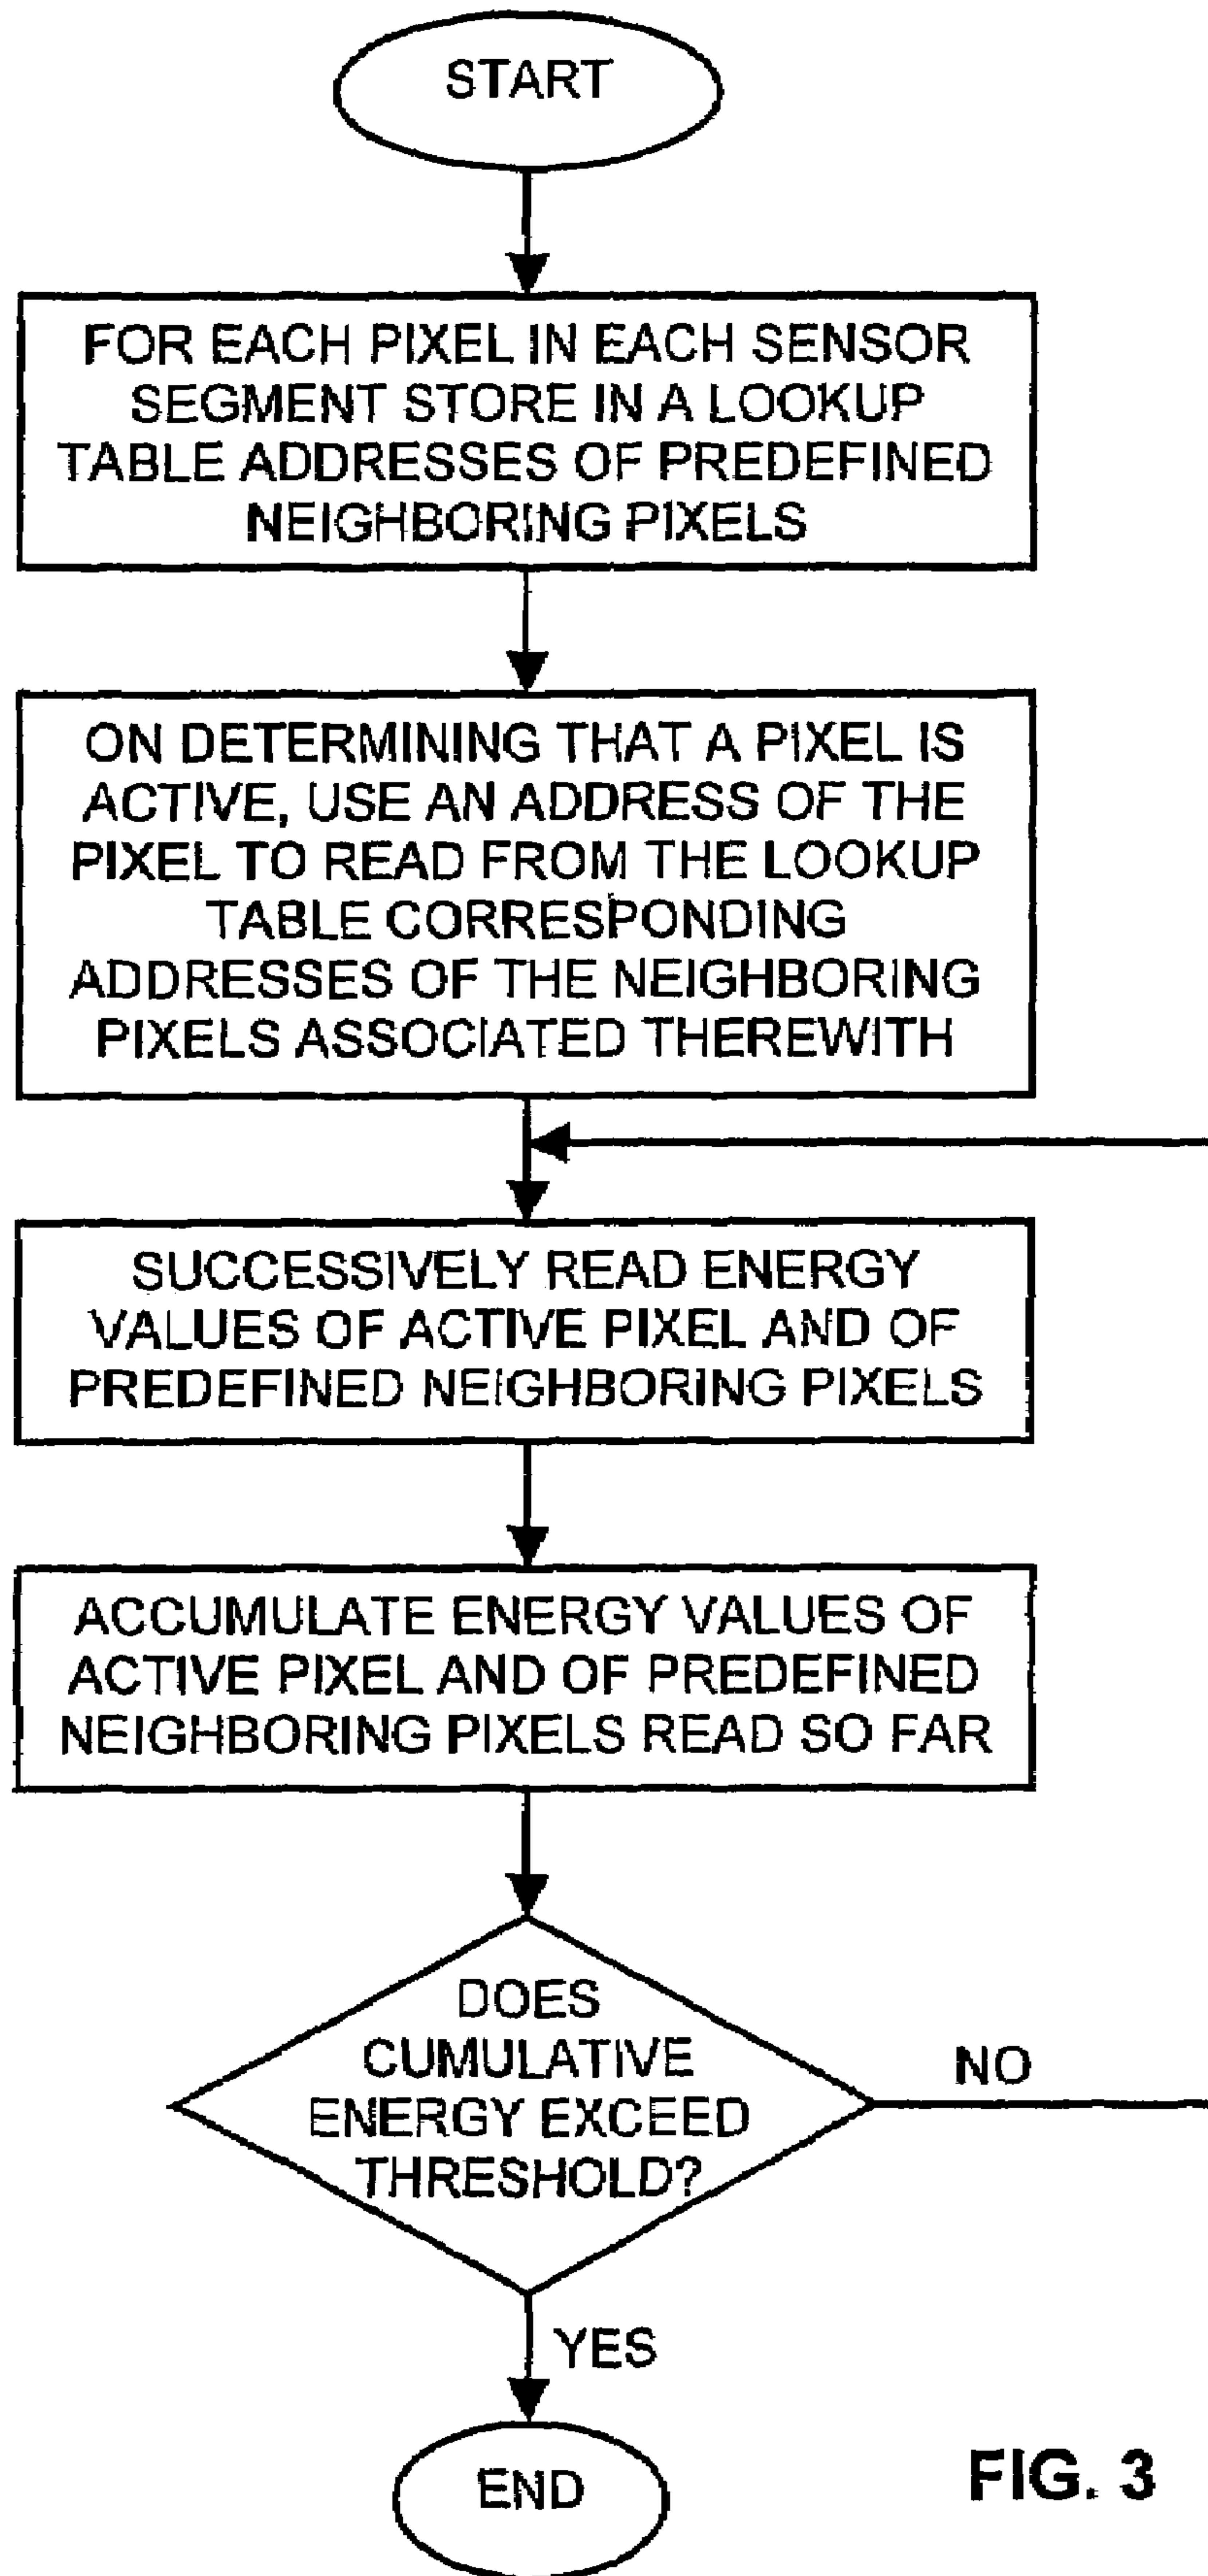 START
FOR EACH PIXEL IN EACH SENSOR
SEGMENT STORE IN A LOOKUP
TABLE ADDRESSES OF PREDEFINED
NEIGHBORING PIXELS
ON DETERMINING THAT A PIXEL IS
ACTIVE, USE AN ADDRESS OF THE
PIXEL TO READ FROM THE LOOKUP
TABLE CORRESPONDING
ADDRESSES OF THE NEIGHBORING
PIXELS ASSOCIATED THEREWITH
SUCCESSIVELY READ ENERGY
VALUES OF ACTIVE PIXEL AND OF
PREDEFINED NEIGHBORING PIXELS
ACCUMULATE ENERGY VALUES OF
ACTIVE PIXEL AND OF PREDEFINED
NEIGHBORING PIXELS READ SO FAR
DOES
CUMULATIVE
ENERGY EXCEED
THRESHOLD?
NO
YES
END
FIG. 3